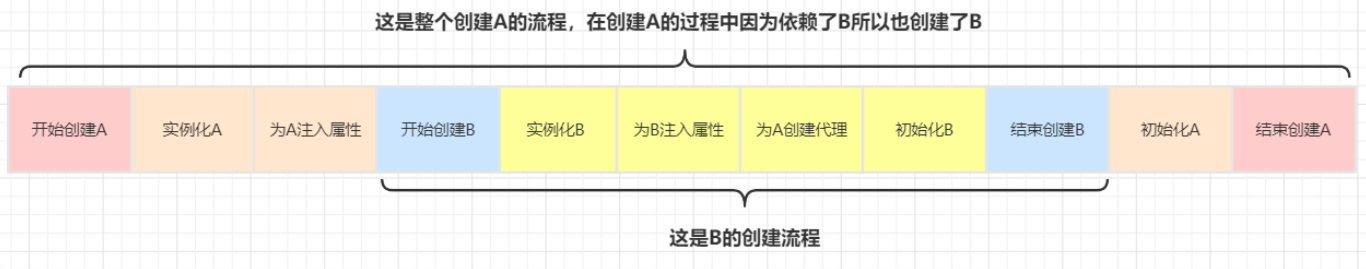 这是整个创建A的流程，在创建A的过程中因为依赖了B所以也创建了B
开始创建A
实例化A
为A注入属性
开始创建B
实例化B
为B注入属性
为A创建代理
初始化B
结束创建B
初始化A
结束创建A
这是B的创建流程